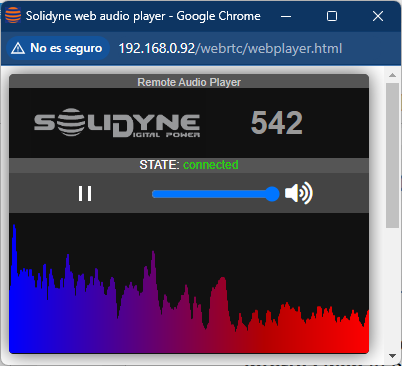 Solidyne web audio player - Google Chrome
No es seguro 192.168.0.92/webrtc/webplayer.html
Remote Audio Player
SOLIDYNE 542
DIGITAL POWER
STATE: connected